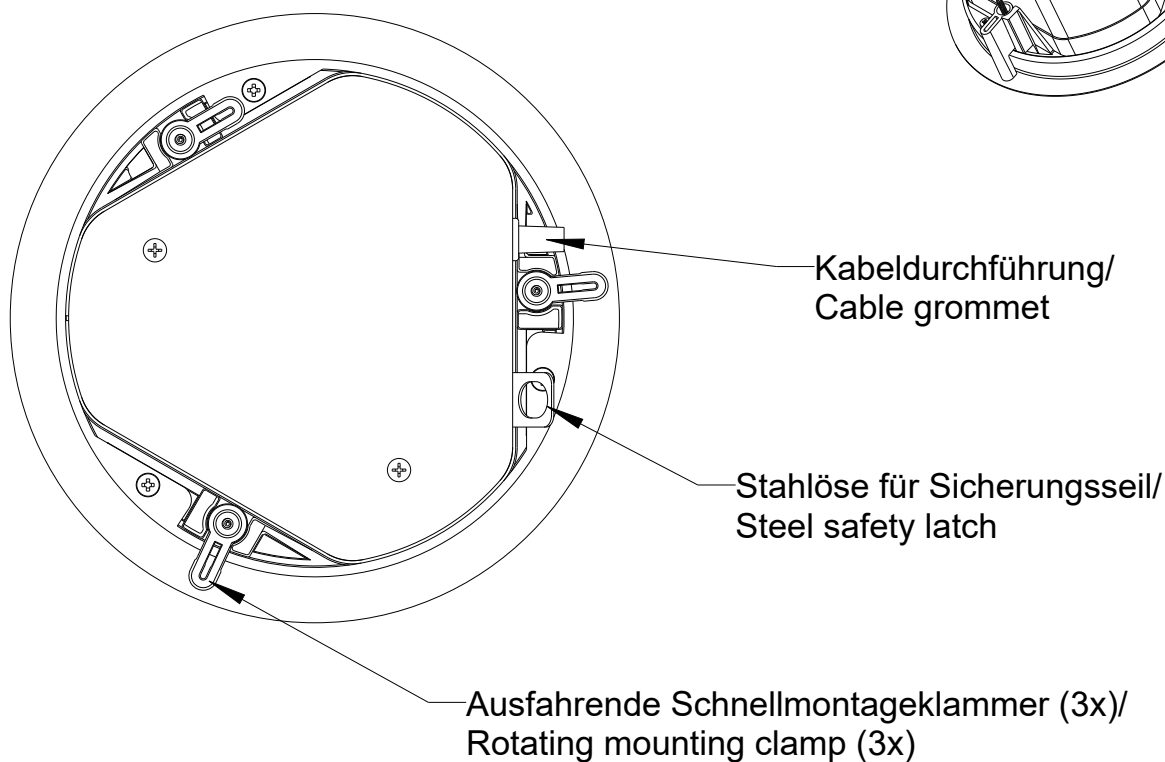 Kabeldurchführung/
Cable grommet
Stahlöse für Sicherungsseil/
Steel safety latch
Ausfahrende Schnellmontageklammer (3x)/
Rotating mounting clamp (3x)